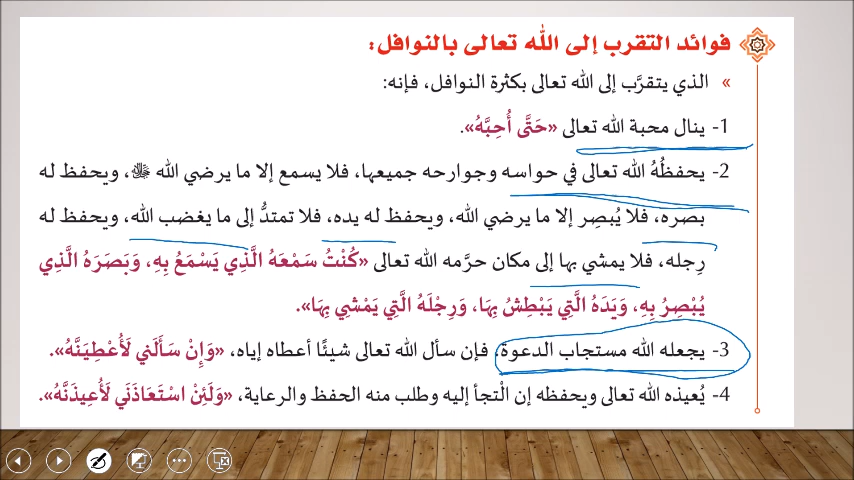 فوائد التقرب إلى الله تعالى بالنوافل:
» الذي يتقرَّب إلى الله تعالى بكثرة النوافل، فإنه:
1- ينال محبة الله تعالى «حَتَّى أُحِبَّهُ».
2- يحفظُهُ الله تعالى في حواسه وجوارحه جميعها، فلا يسمع إلا ما يرضي الله ﷻ، ويحفظ له
بصره، فلا يُبصِر إلا ما يرضي الله، ويحفظ له يده، فلا تمتدُّ إلى ما يغضب الله، ويحفظ له
رِجله، فلا يمشي بها إلى مكان حرَّمه الله تعالى «كُنْتُ سَمْعَهُ الَّذِي يَسْمَعُ بِهِ، وَبَصَرَهُ الَّذِي
يُبْصِرُ بِهِ، وَيَدَهُ الَّتِي يَبْطِشُ بِهَا، وَرِجْلَهُ الَّتِي يَمْشِي بِهَا».
3- يجعله الله مستجاب الدعوة، فإن سأل الله تعالى شيئًا أعطاه إياه، «وَإِنْ سَأَلَني لَأُعْطِيَنَّهُ».
4- يُعيذه الله تعالى ويحفظه إن الْتجأ إليه وطلب منه الحفظ والرعاية، «وَلَئِنْ اسْتَعَاذَنَي لَأُعِيذَنَّهُ».